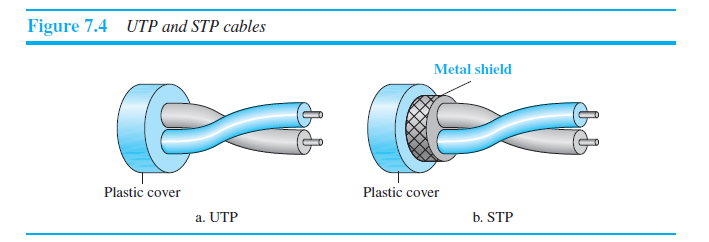 Figure 7.4 UTP and STP cables
Metal shield
Plastic cover
Plastic cover
a. UTP
b. STP